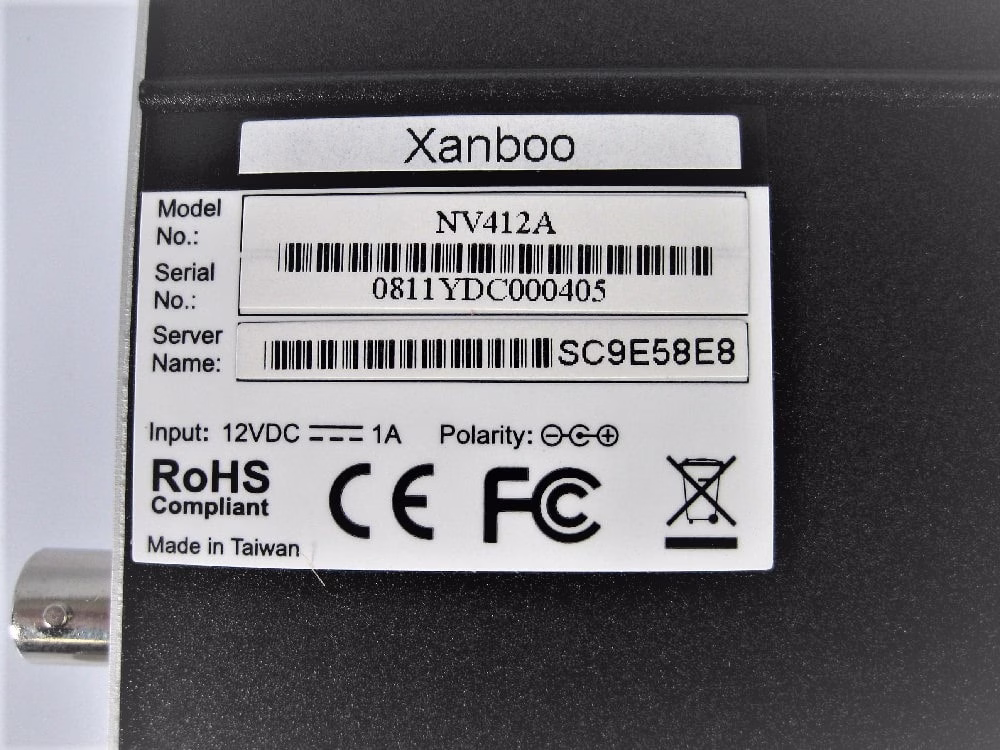 Xanboo
Model
No.:
NV412A
Serial
No.:
0811YDC000405
Server
Name:
SC9E58E8
Input: 12VDC 1A Polarity:
RoHS
Compliant
CE FC
Made in Taiwan